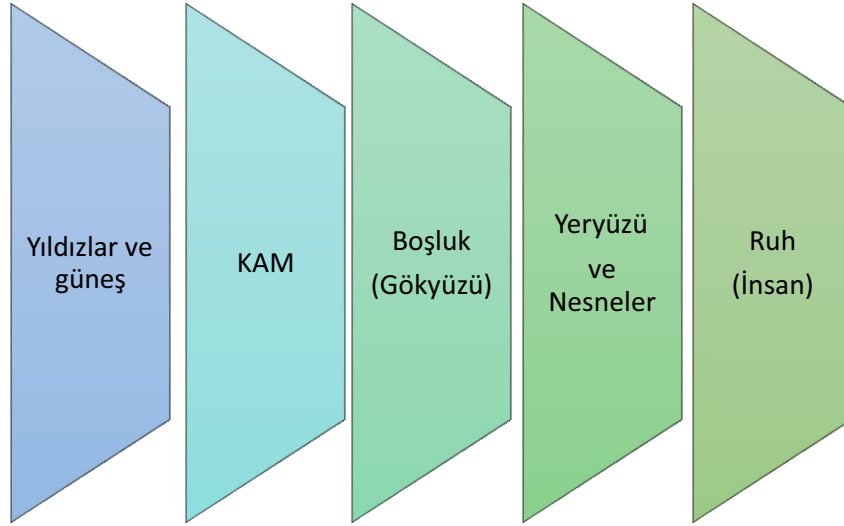 Yıldızlar ve
güneş
KAM
Boşluk
(Gökyüzü)
Yeryüzü
ve
Nesneler
Ruh
(İnsan)